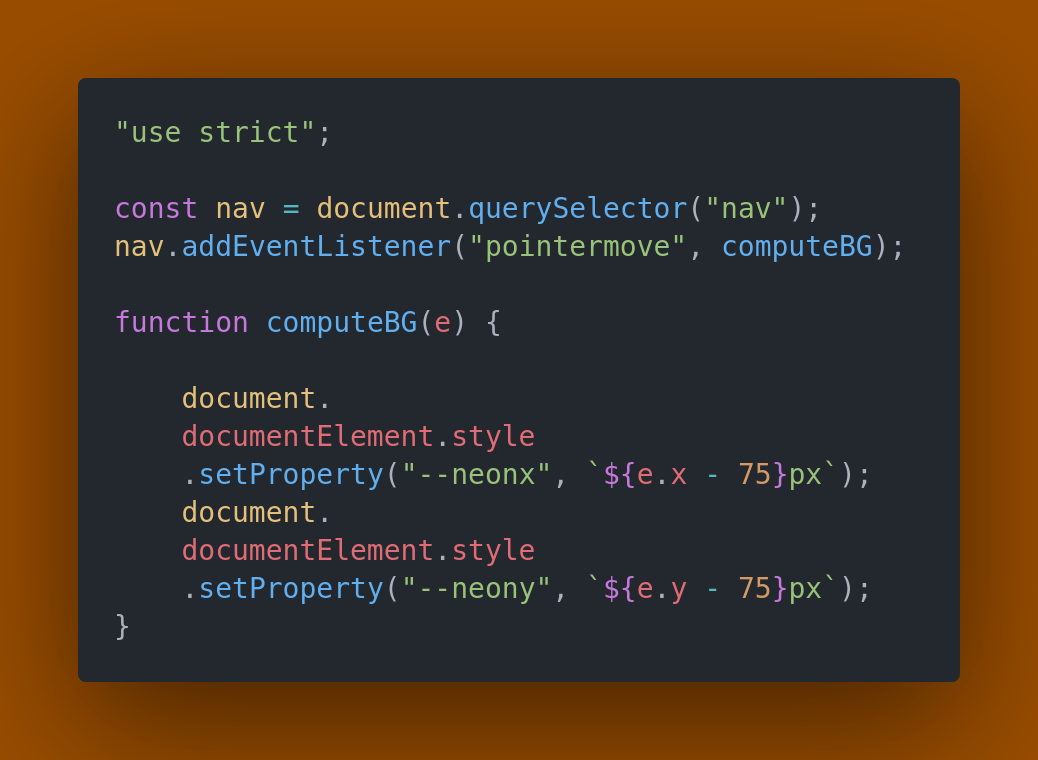 "use strict";
const nav = document.querySelector("nav");
nav.addEventListener("pointermove", computeBG);
function computeBG(e) {
document.
documentElement.style
.setProperty("--neonx", `${e.x - 75}px`);
document.
documentElement.style
.setProperty("--neony", `${e.y - 75}px`);
}